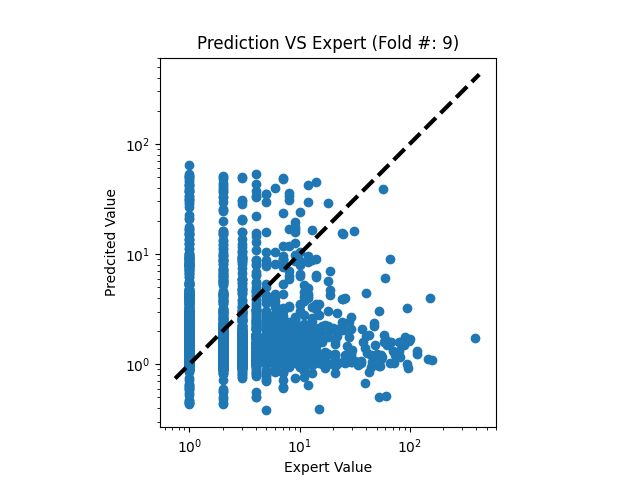 Prediction VS Expert (Fold #: 9)
Predcited Value
10²
10¹
10⁰
10⁰ 10¹ 10²
Expert Value